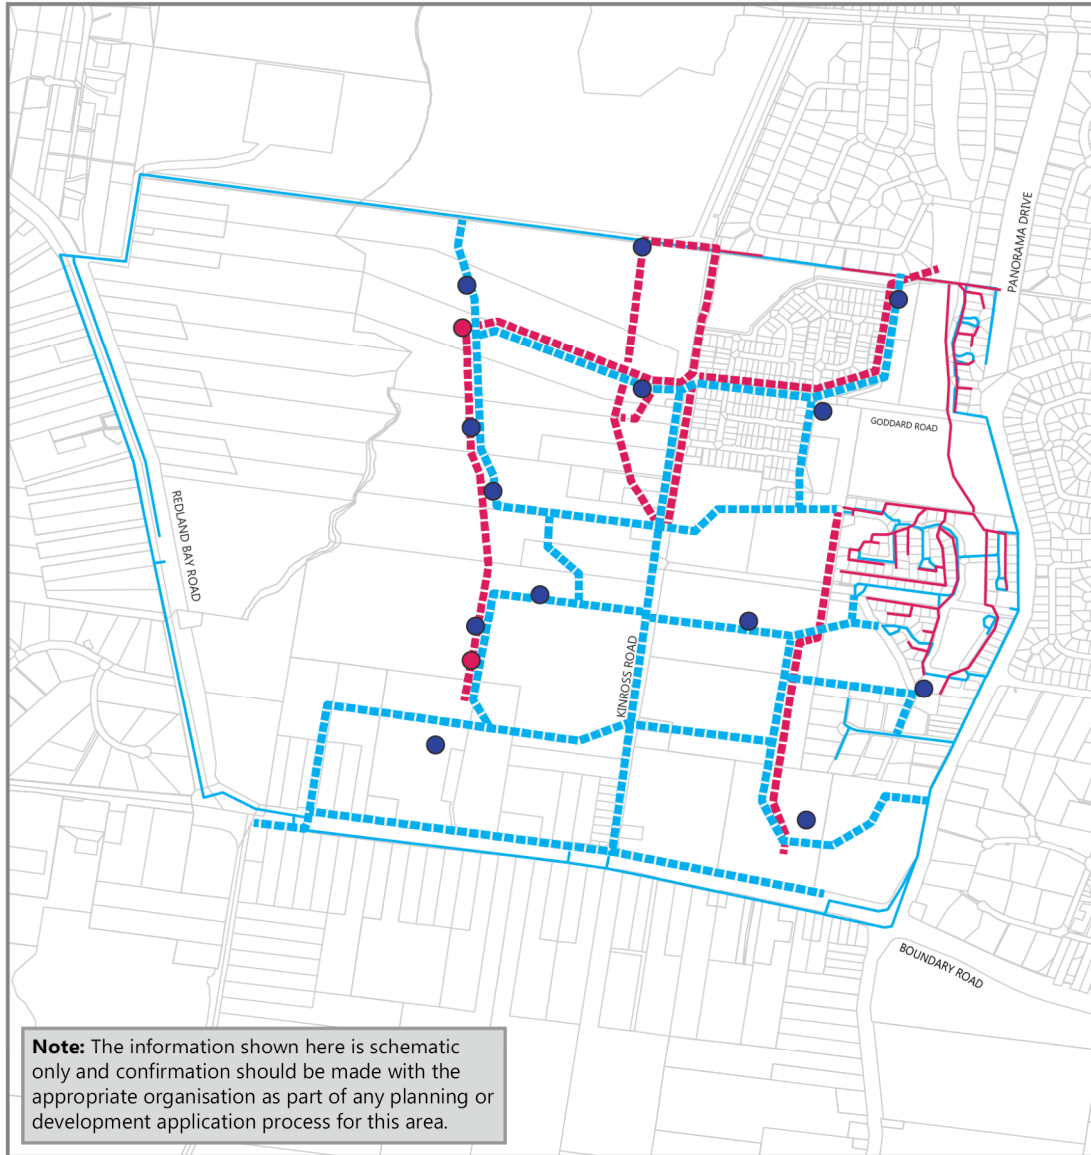 PANORAMA DRIVE
GODDARD ROAD
REDLAND BAY ROAD
KINROSS ROAD
BOUNDARY ROAD
Note: The information shown here is schematic
only and confirmation should be made with the
appropriate organisation as part of any planning or
development application process for this area.